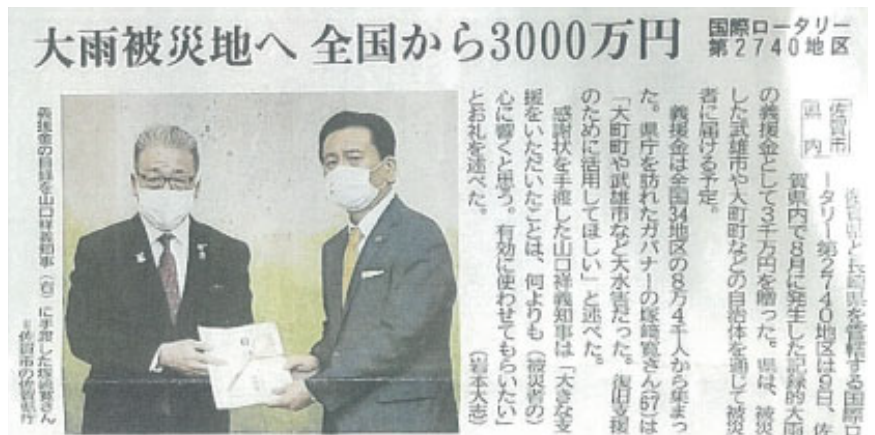 大雨被災地へ 全国から3000万円
国際ロータリー
第2740地区
佐賀市
県内
佐賀県と長崎県を管轄する国際ロ
ータリー第2740地区は9日、佐
賀県内で8月に発生した記録的大雨
の義援金として3千万円を贈った。県は、被災
した武雄市や大町町などの自治体を通じて被災
者に届ける予定。
義援金は全国34地区の8万4千人から集まっ
た。県庁を訪れたガバナーの塚﨑寛さん(67)は
「大町町や武雄市など大水害だった。復旧支援
のために活用してほしい」と述べた。
感謝状を手渡した山口祥義知事は「大きな支
援をいただいたことは、何よりも(被災者の)
心に響くと思う。有効に使わせてもらいたい」
とお礼を述べた。
(岩本大志)
義援金の目録を山口祥義知事(右)に手渡した塚﨑寛さん
=佐賀市の佐賀県庁